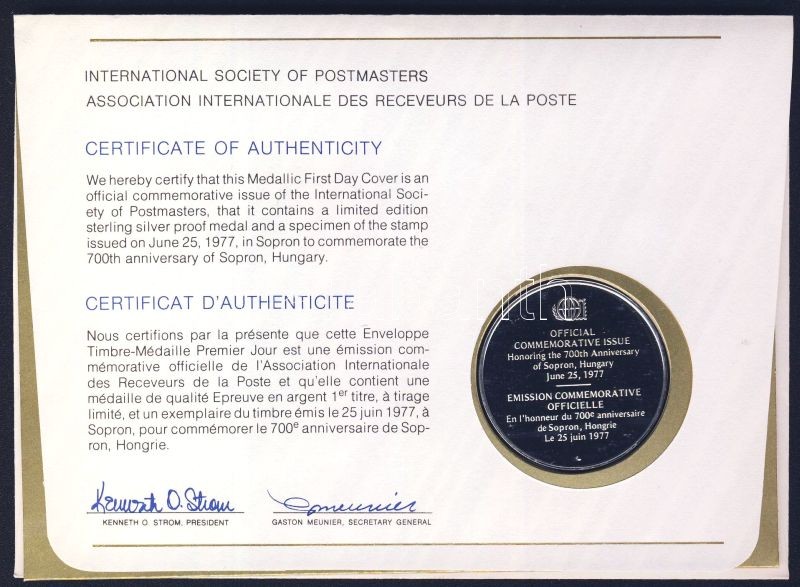 INTERNATIONAL SOCIETY OF POSTMASTERS
ASSOCIATION INTERNATIONALE DES RECEVEURS DE LA POSTE
CERTIFICATE OF AUTHENTICITY
We hereby certify that this Medallic First Day Cover is an
official commemorative issue of the International Soci-
ety of Postmasters, that it contains a limited edition
sterling silver proof medal and a specimen of the stamp
issued on June 25, 1977, in Sopron to commemorate the
700th anniversary of Sopron, Hungary.
CERTIFICAT D'AUTHENTICITE
Nous certifions par la présente que cette Enveloppe
Timbre-Médaille Premier Jour est une émission com-
mémorative officielle de l'Association Internationale
des Receveurs de la Poste et qu'elle contient une
médaille de qualité Epreuve en argent 1er titre, à tirage
limité, et un exemplaire du timbre émis le 25 juin 1977, à
Sopron, pour commémorer le 700e anniversaire de Sop-
ron, Hongrie.
Kenneth O. Strom
KENNETH O. STROM, PRESIDENT
GMeunier
GASTON MEUNIER, SECRETARY GENERAL
rth
OFFICIAL
COMMEMORATIVE ISSUE
Honoring the 700th Anniversary
of Sopron, Hungary
June 25, 1977
EMISSION COMMEMORATIVE
OFFICIELLE
En l'honneur du 700e anniversaire
de Sopron, Hongrie
Le 25 juin 1977